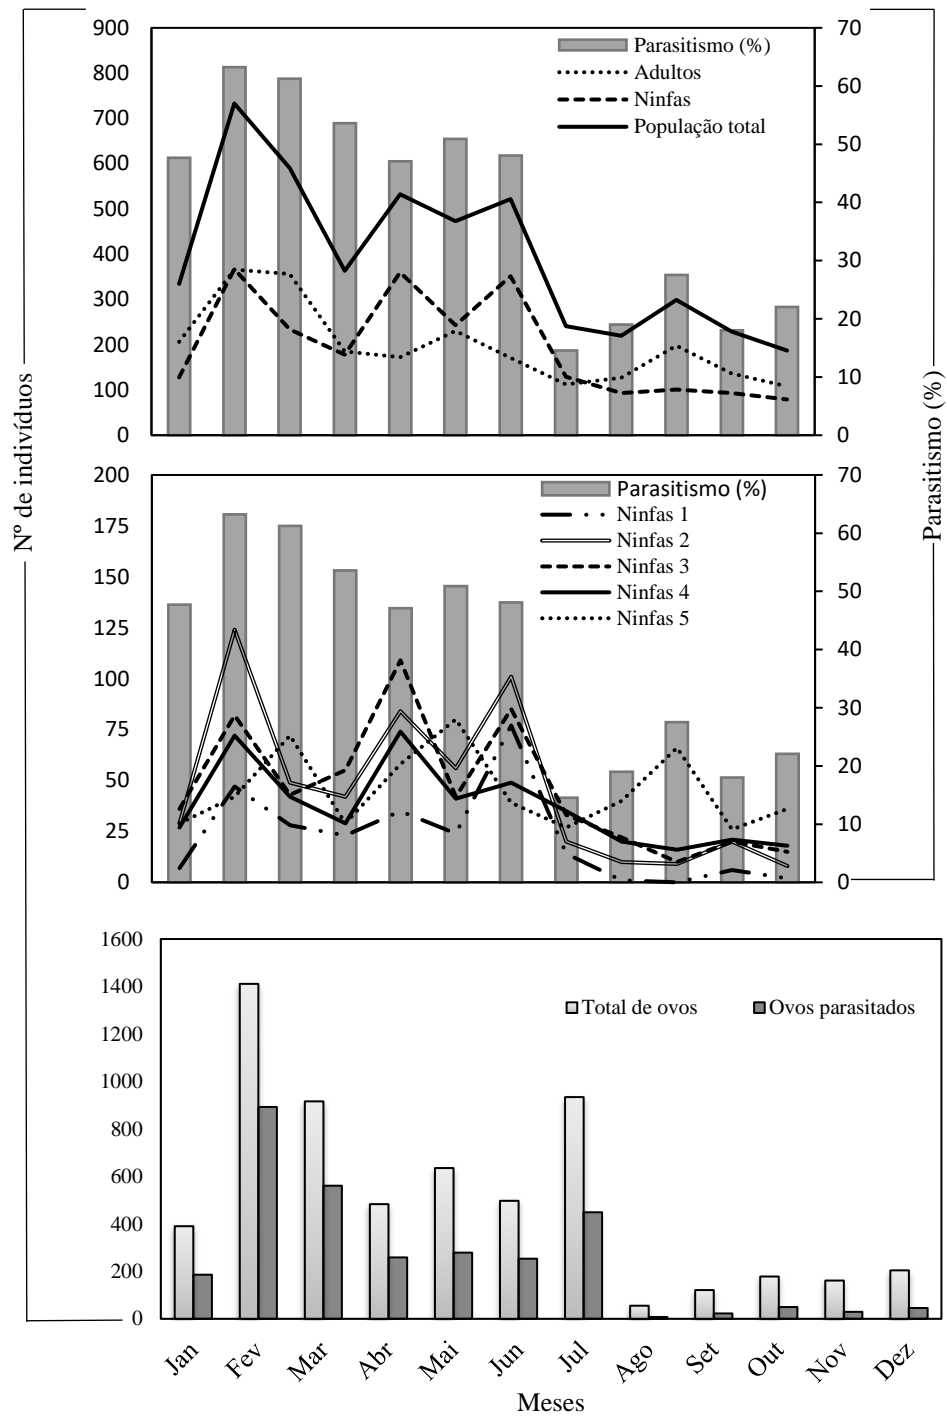 Nº de indivíduos
Parasitismo (%)
900
800
700
600
500
400
300
200
100
0
70
60
50
40
30
20
10
0
Parasitismo (%)
Adultos
Ninfas
População total
200
175
150
125
100
75
50
25
0
70
60
50
40
30
20
10
0
Parasitismo (%)
Ninfas 1
Ninfas 2
Ninfas 3
Ninfas 4
Ninfas 5
1600
1400
1200
1000
800
600
400
200
0
Total de ovos Ovos parasitados
Jan Fev Mar Abr Mai Jun Jul Ago Set Out Nov Dez
Meses